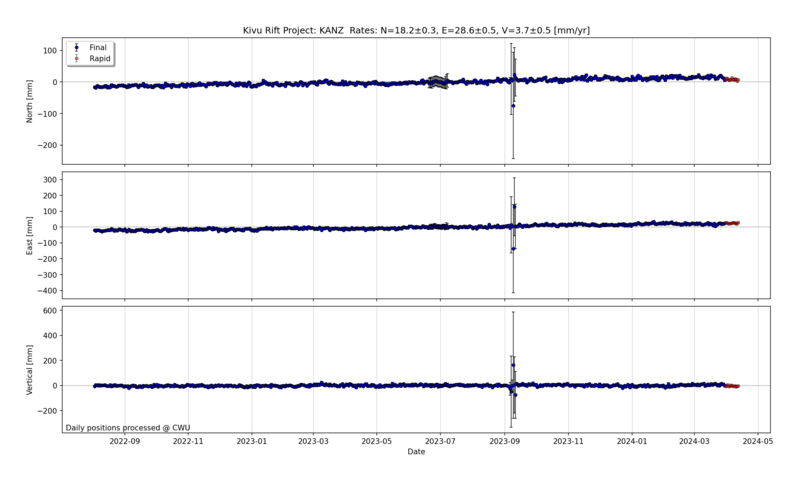 Kivu Rift Project: KANZ Rates: N=18.2±0.3, E=28.6±0.5, V=3.7±0.5 [mm/yr]
Final
Rapid
North [mm]
100
0
−100
−200
East [mm]
300
200
100
0
−100
−200
−300
−400
Vertical [mm]
600
400
200
0
−200
Daily positions processed @ CWU
2022-09 2022-11 2023-01 2023-03 2023-05 2023-07 2023-09 2023-11 2024-01 2024-03 2024-05
Date